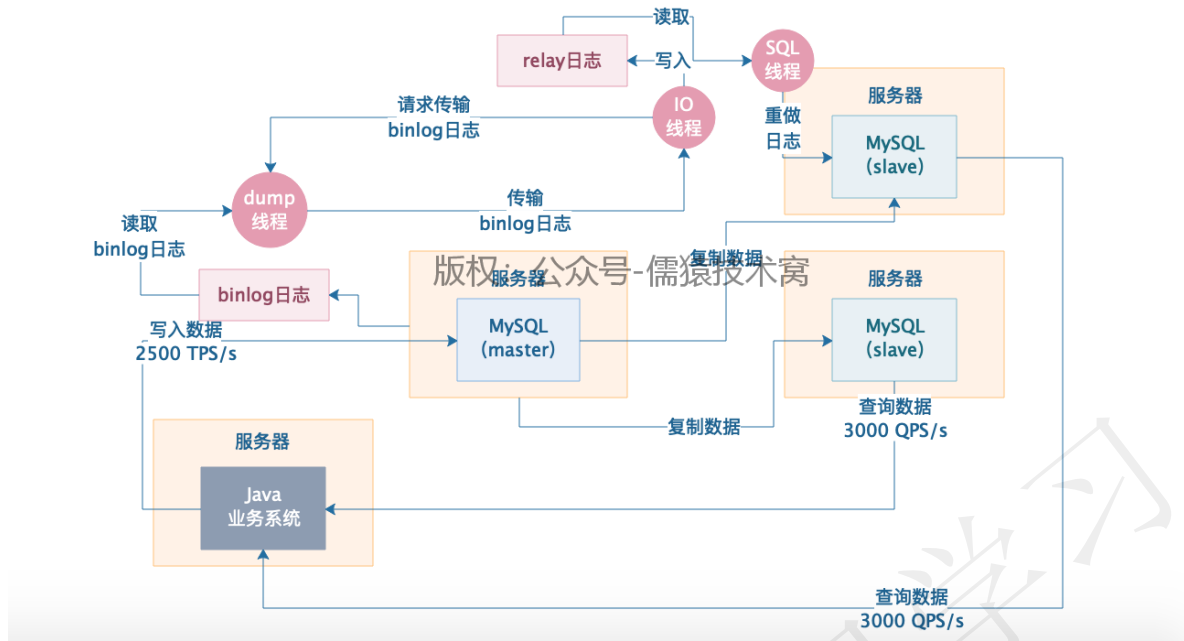 读取
relay日志
写入
SQL
线程
服务器
请求传输
binlog日志
IO
线程
重做
日志
MySQL
(slave)
dump
线程
传输
binlog日志
读取
binlog日志
复制数据
版权：公众号-儒猿技术窝
服务器
服务器
binlog日志
MySQL
(master)
MySQL
(slave)
写入数据
2500 TPS/s
查询数据
3000 QPS/s
复制数据
服务器
Java
业务系统
查询数据
3000 QPS/s
学习